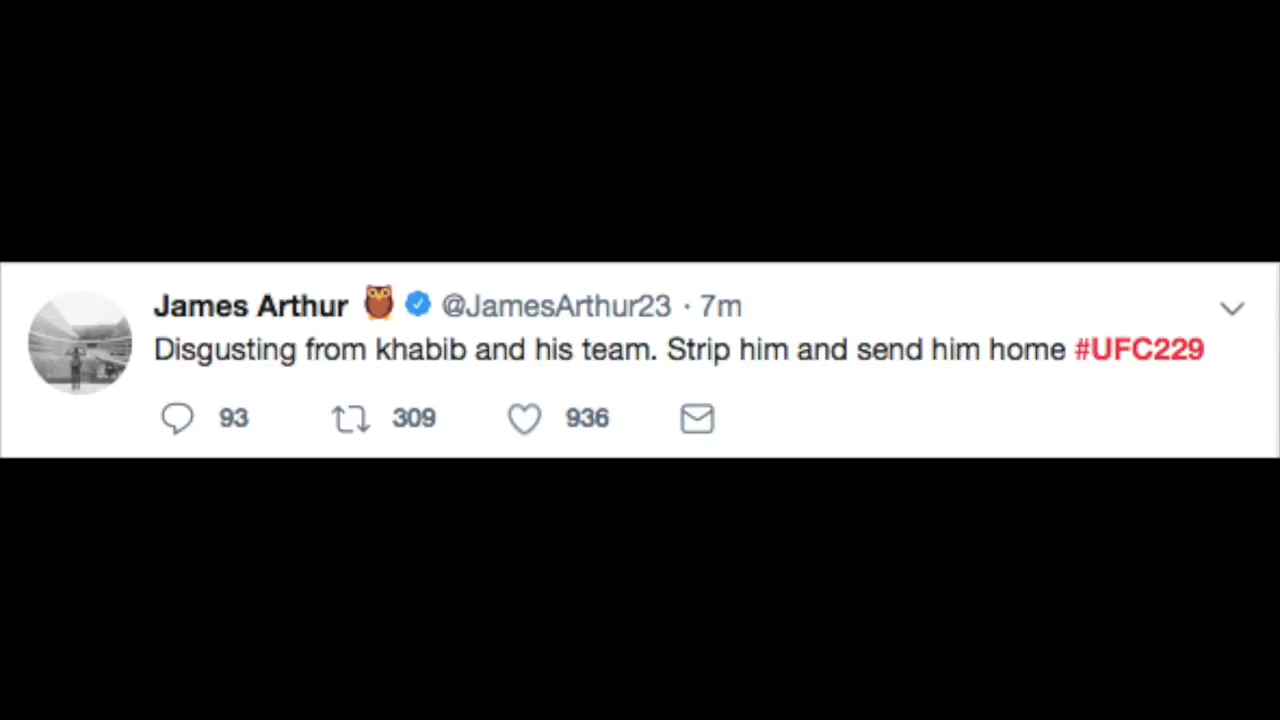 James Arthur 🦉 @JamesArthur23 · 7m
Disgusting from khabib and his team. Strip him and send him home #UFC229
93 309 936